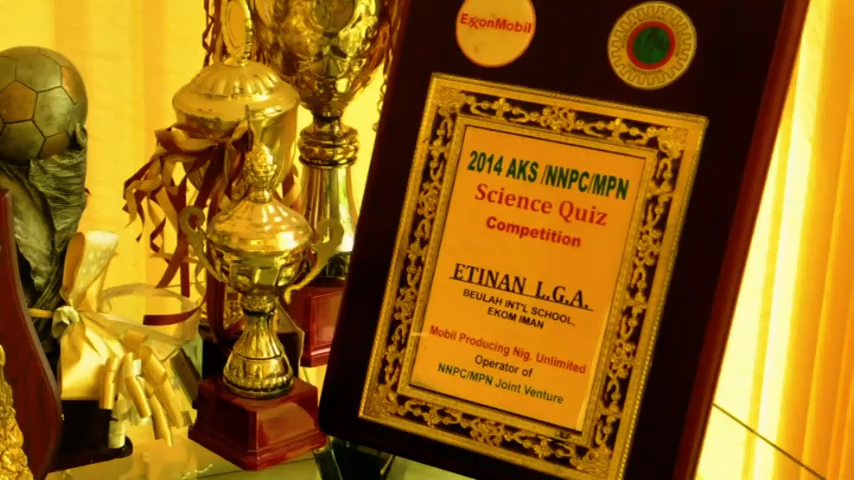 ExxonMobil
2014 AKS /NNPC/MPN
Science Quiz
Competition
ETINAN L.G.A.
BEULAH INT'L SCHOOL,
EKOM IMAN
Mobil Producing Nig. Unlimited
Operator of
NNPC/MPN Joint Venture